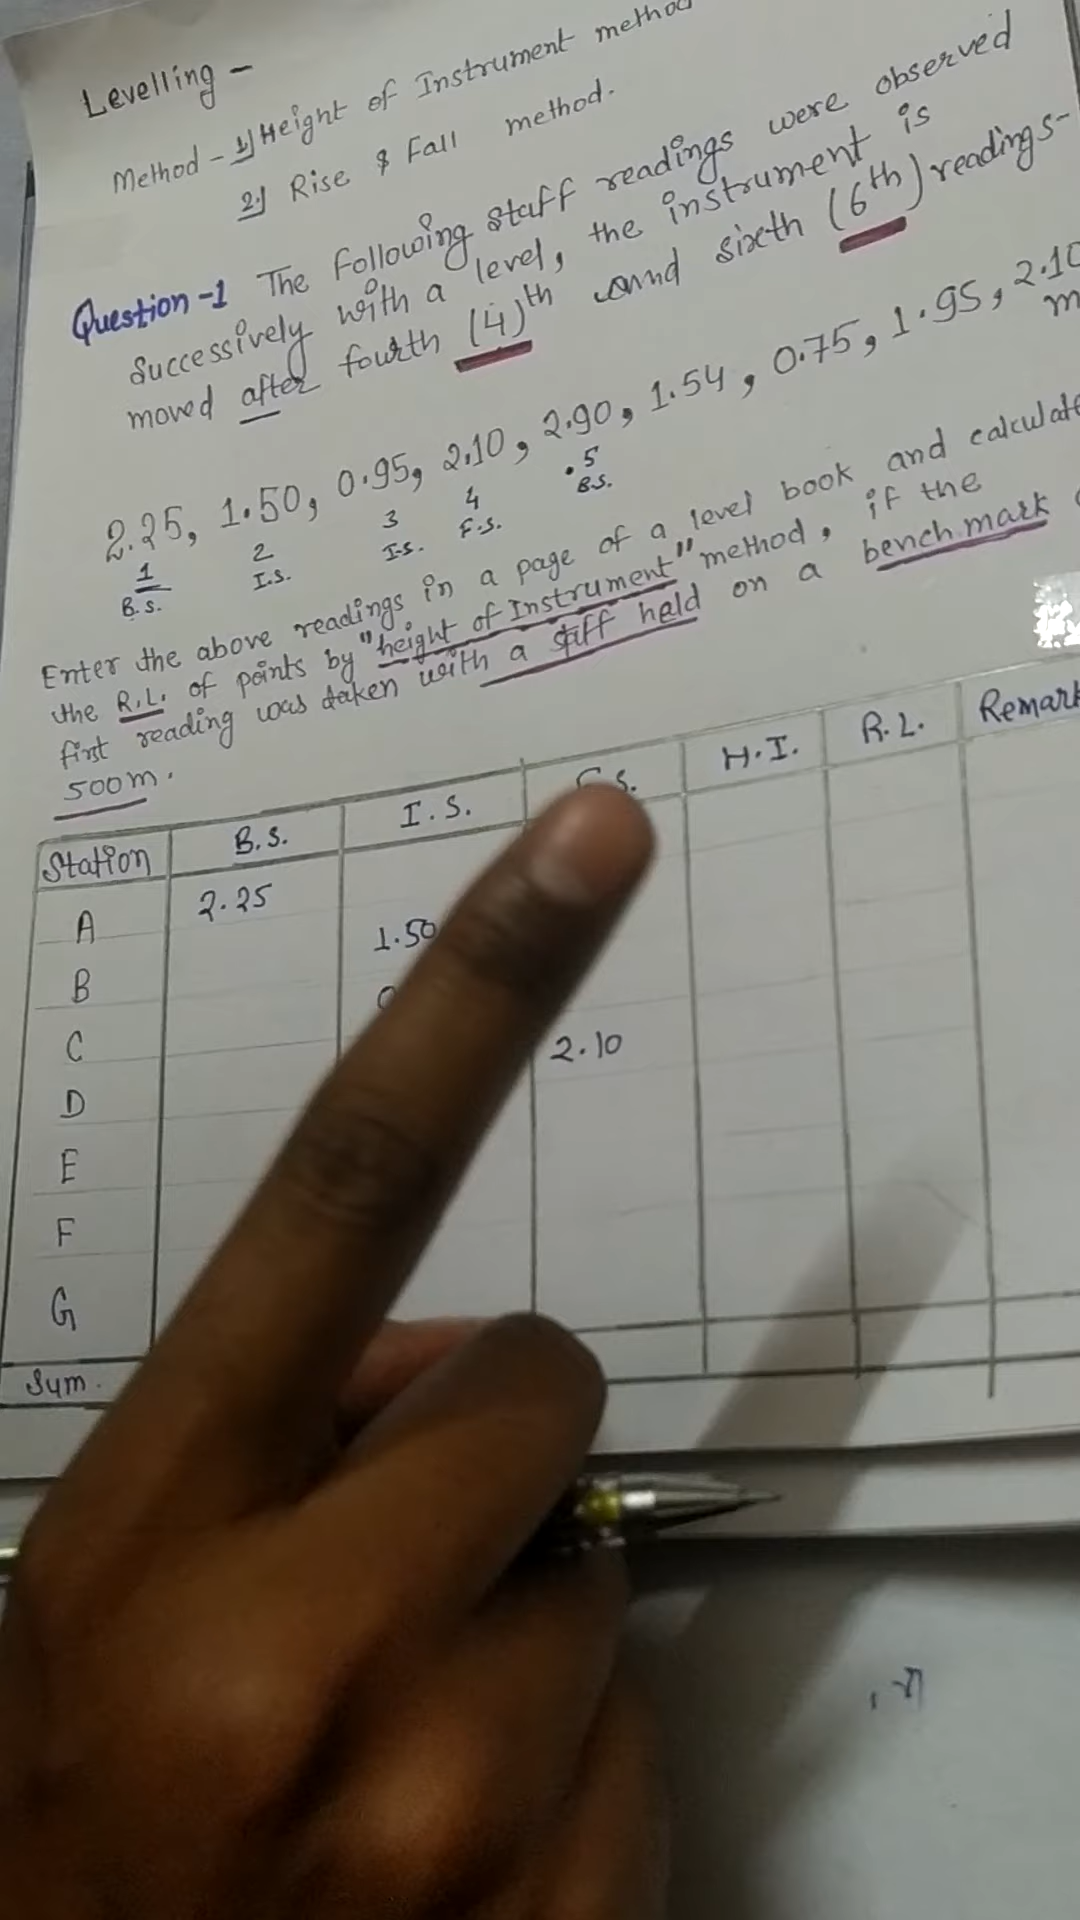 Levelling -
Method - 1) Height of Instrument method
2) Rise & Fall method.
Question-1 The following staff readings were observed
successively with a level, the instrument is
moved after fourth (4)th and sixth (6th) readings-
2.25, 1.50, 0.95, 2.10, 2.90, 1.54, 0.75, 1.95, 2.10
m
1 2 3 4 .5
B.S. I.S. I.S. F.S. B.S.
Enter the above readings in a page of a level book and calculate
the R.L. of points by "height of Instrument" method, if the
first reading was taken with a staff held on a bench mark
500m.
Station B.S. I.S. F.S. H.I. R.L. Remark
A 2.25
B 1.50
C 0
D 2.10
E
F
G
Sum.